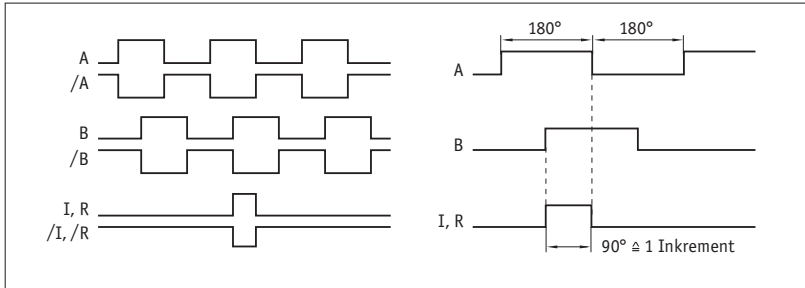 A
/A
B
/B
I, R
/I, /R
180° 180°
A
B
I, R
90° ≙ 1 Inkrement